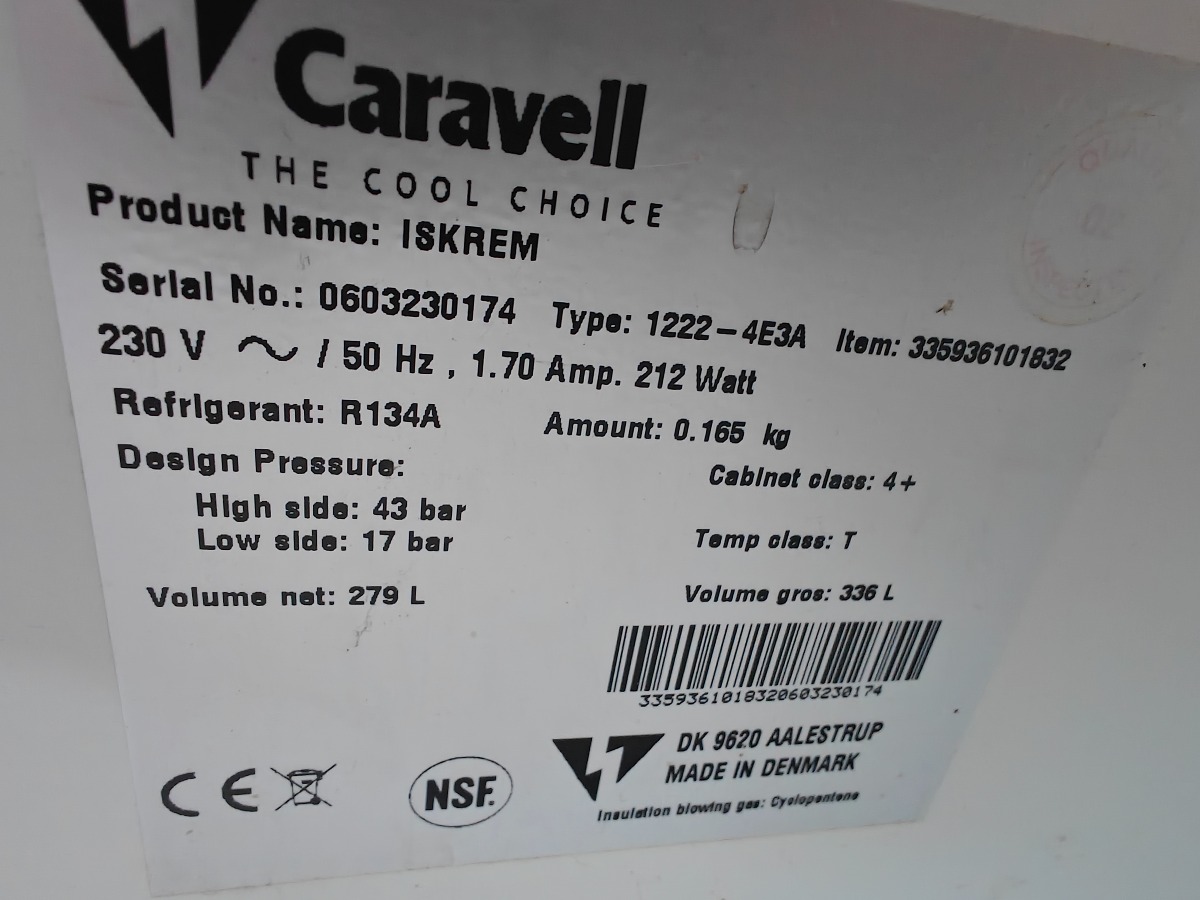 Caravell
THE COOL CHOICE
Product Name: ISKREM
Serial No.: 0603230174 Type: 1222-4E3A Item: 335936101832
230 V ~ / 50 Hz , 1.70 Amp. 212 Watt
Refrigerant: R134A Amount: 0.165 kg
Design Pressure: Cabinet class: 4+
High side: 43 bar
Low side: 17 bar Temp class: T
Volume net: 279 L Volume gros: 336 L
3359361018320603230174
DK 9620 AALESTRUP
MADE IN DENMARK
CE NSF.
Insulation blowing gas: Cyclopentane